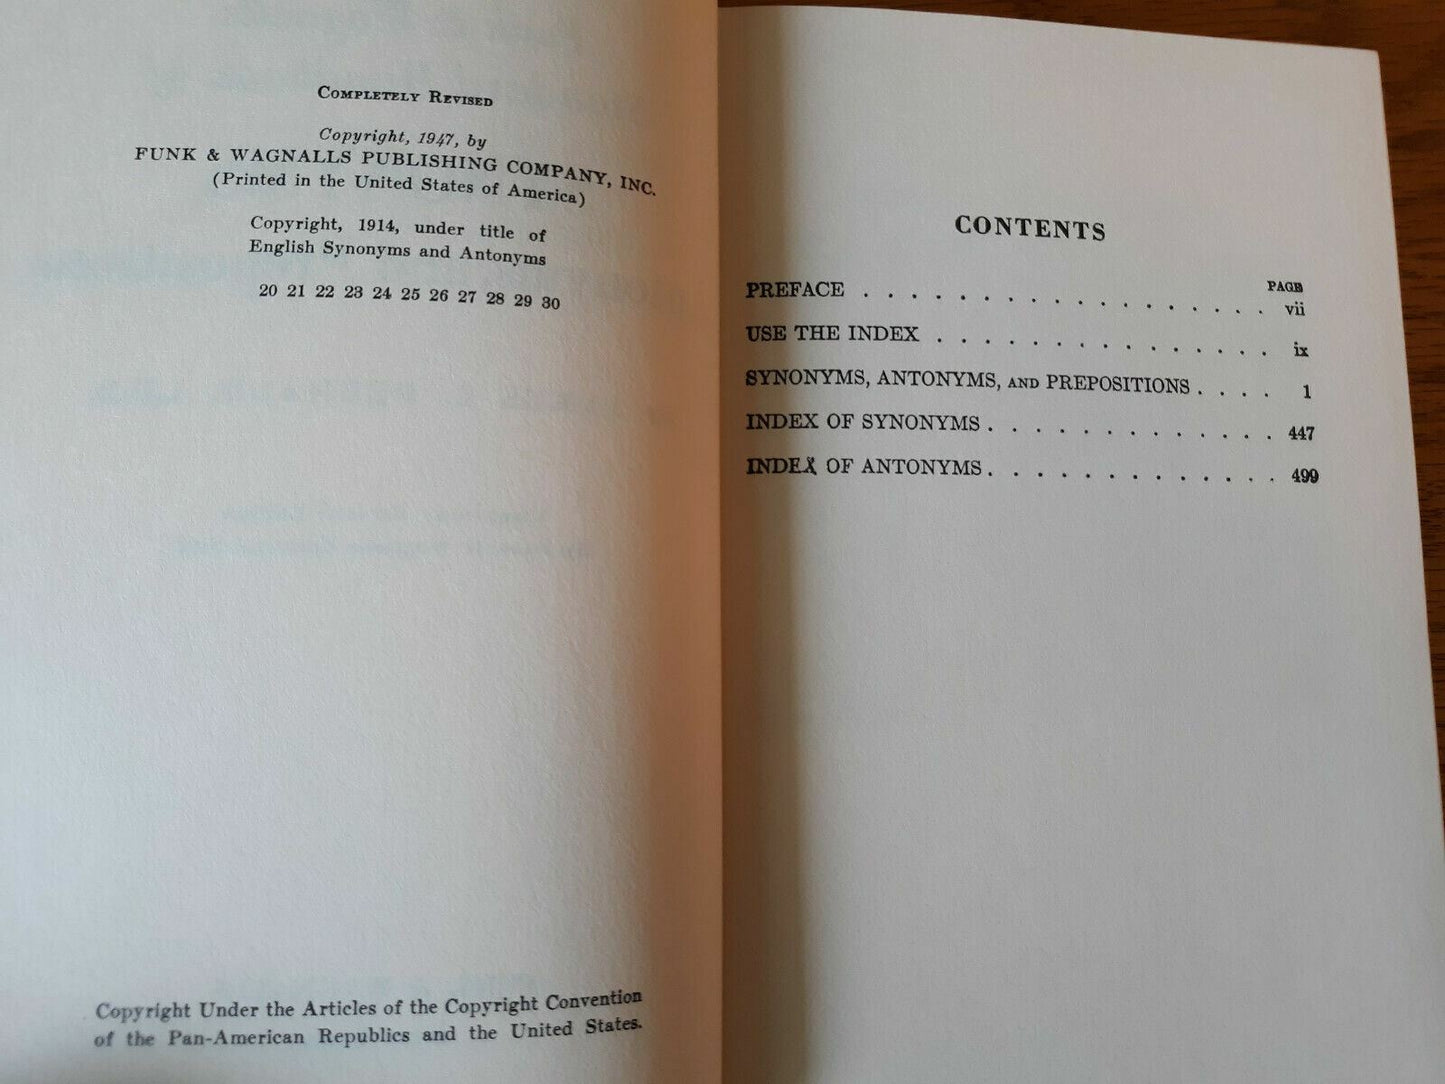 COMPLETELY REVISED
Copyright, 1947, by
FUNK & WAGNALLS PUBLISHING COMPANY, INC.
(Printed in the United States of America)
Copyright, 1914, under title of
English Synonyms and Antonyms
20 21 22 23 24 25 26 27 28 29 30
Copyright Under the Articles of the Copyright Convention
of the Pan-American Republics and the United States.
CONTENTS
PAGE
PREFACE . . . . . . . . . . . . . . . . . vii
USE THE INDEX . . . . . . . . . . . . . . ix
SYNONYMS, ANTONYMS, AND PREPOSITIONS . . . . 1
INDEX OF SYNONYMS . . . . . . . . . . . . . 447
INDEX OF ANTONYMS . . . . . . . . . . . . . 499